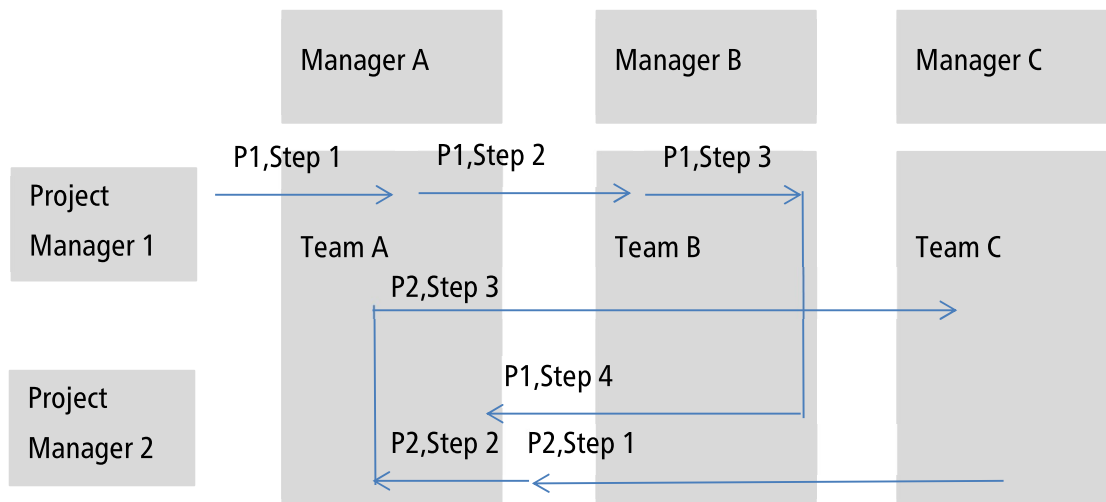 Manager A
Manager B
Manager C
P1,Step 1
P1,Step 2
P1,Step 3
Project
Manager 1
Team A
Team B
Team C
P2,Step 3
P1,Step 4
Project
Manager 2
P2,Step 2
P2,Step 1